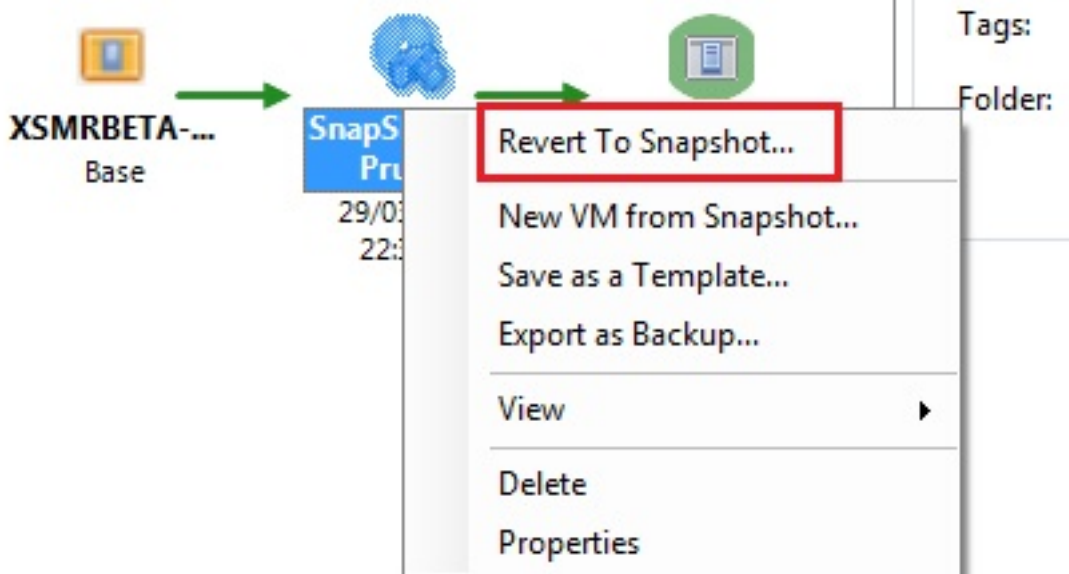 Tags:
Folder:
XSMRBETA-...
Base
SnapS
Pru
29/03
22:
Revert To Snapshot...
New VM from Snapshot...
Save as a Template...
Export as Backup...
View
Delete
Properties